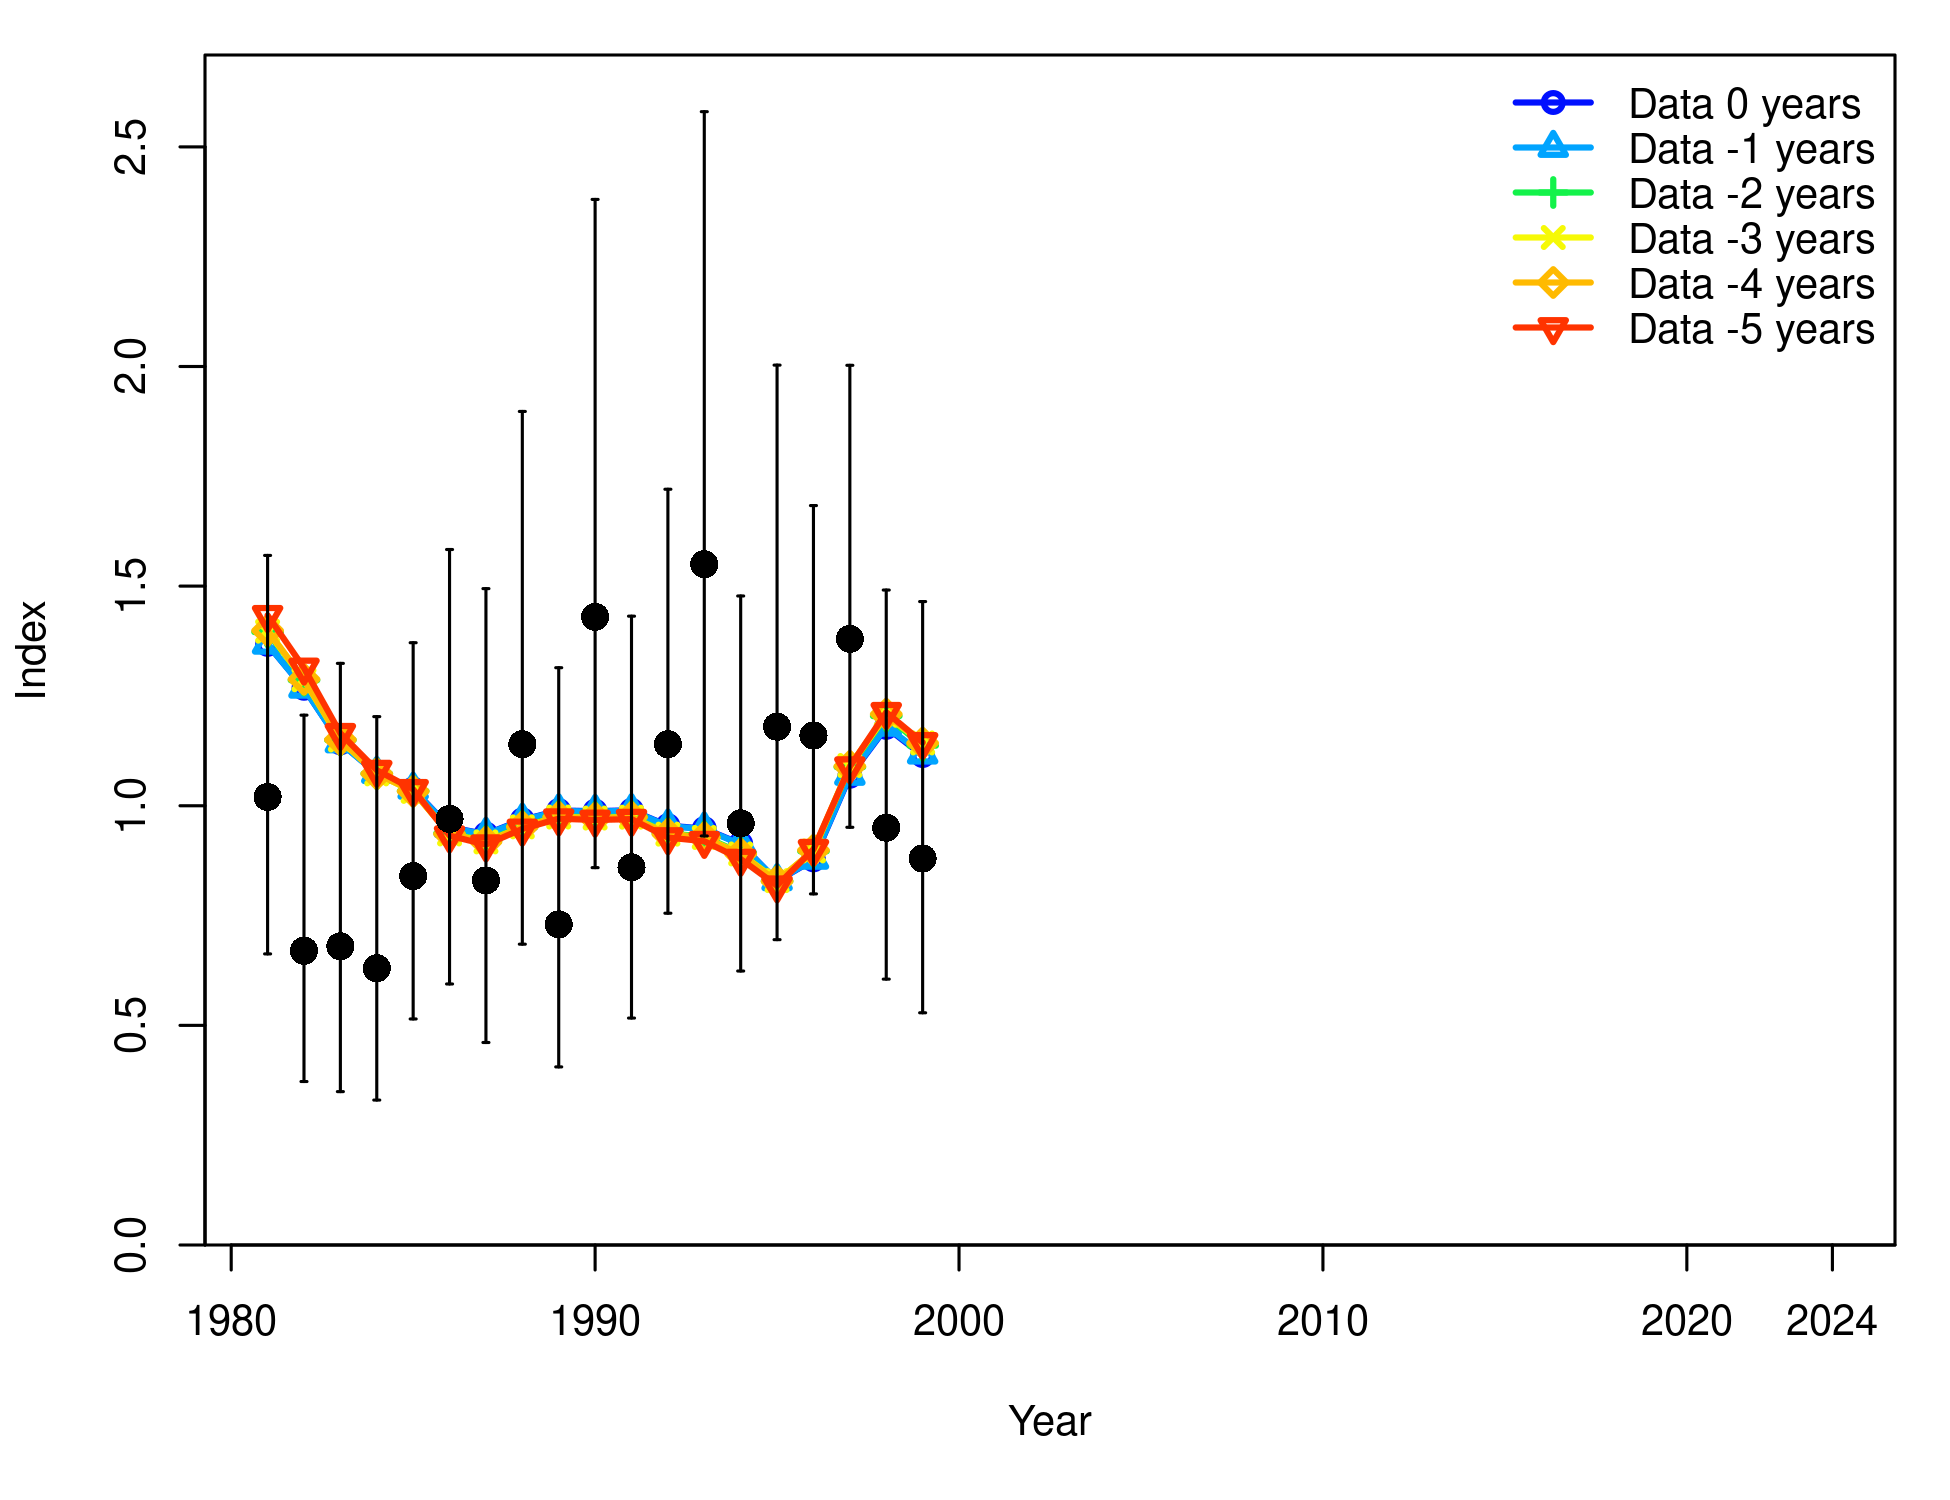 Data 0 years
Data -1 years
Data -2 years
Data -3 years
Data -4 years
Data -5 years
2.5
2.0
1.5
1.0
0.5
0.0
Index
1980 1990 2000 2010 2020 2024
Year